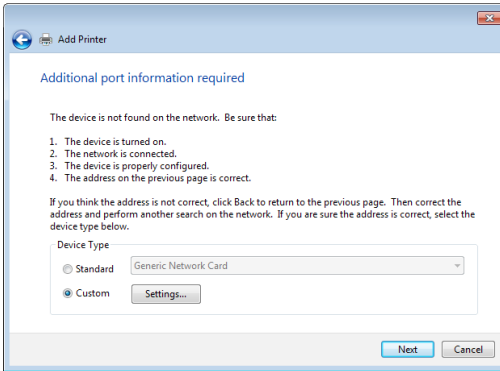 Add Printer
Additional port information required
The device is not found on the network.  Be sure that:
1.  The device is turned on.
2.  The network is connected.
3.  The device is properly configured.
4.  The address on the previous page is correct.
If you think the address is not correct, click Back to return to the previous page.  Then correct the
address and perform another search on the network.  If you are sure the address is correct, select the
device type below.
Device Type
Standard  Generic Network Card
Custom  Settings...
Next  Cancel